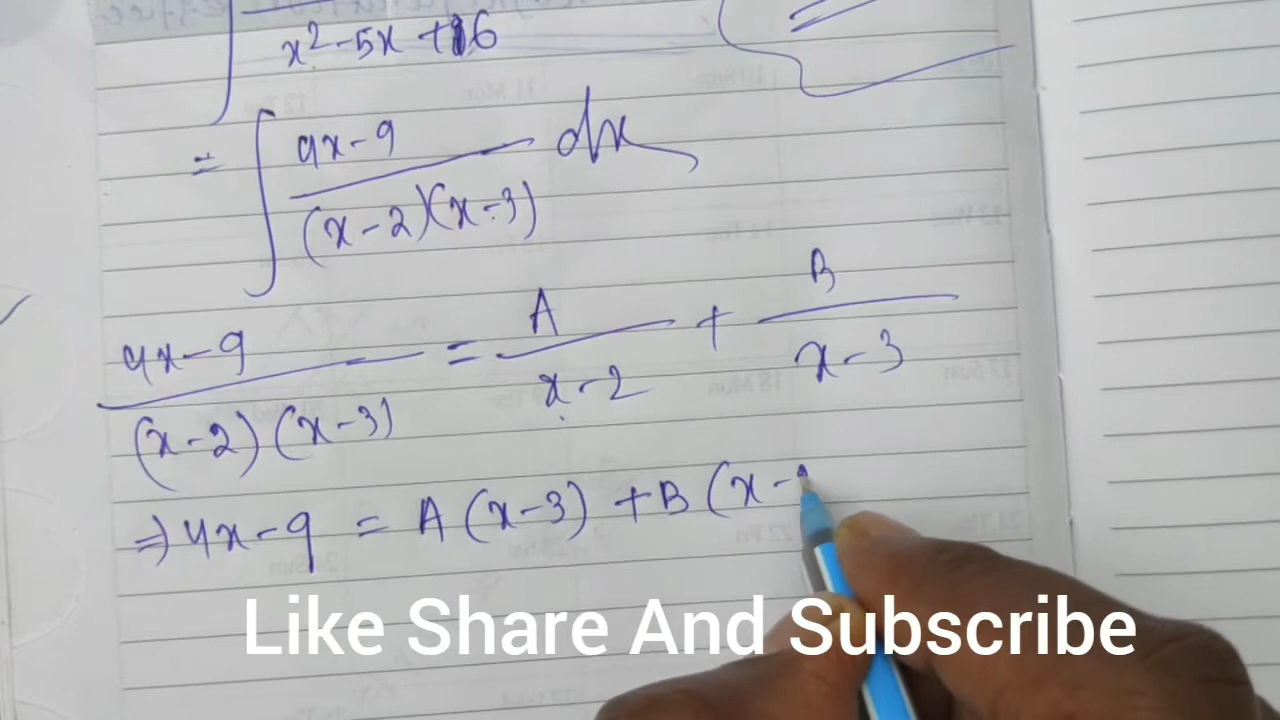 ∫ x²-5x+16
= ∫ 4x-9 / (x-2)(x-3) dx
4x-9 / (x-2)(x-3) = A / x-2 + B / x-3
⇒ 4x-9 = A(x-3) + B(x-
Like Share And Subscribe